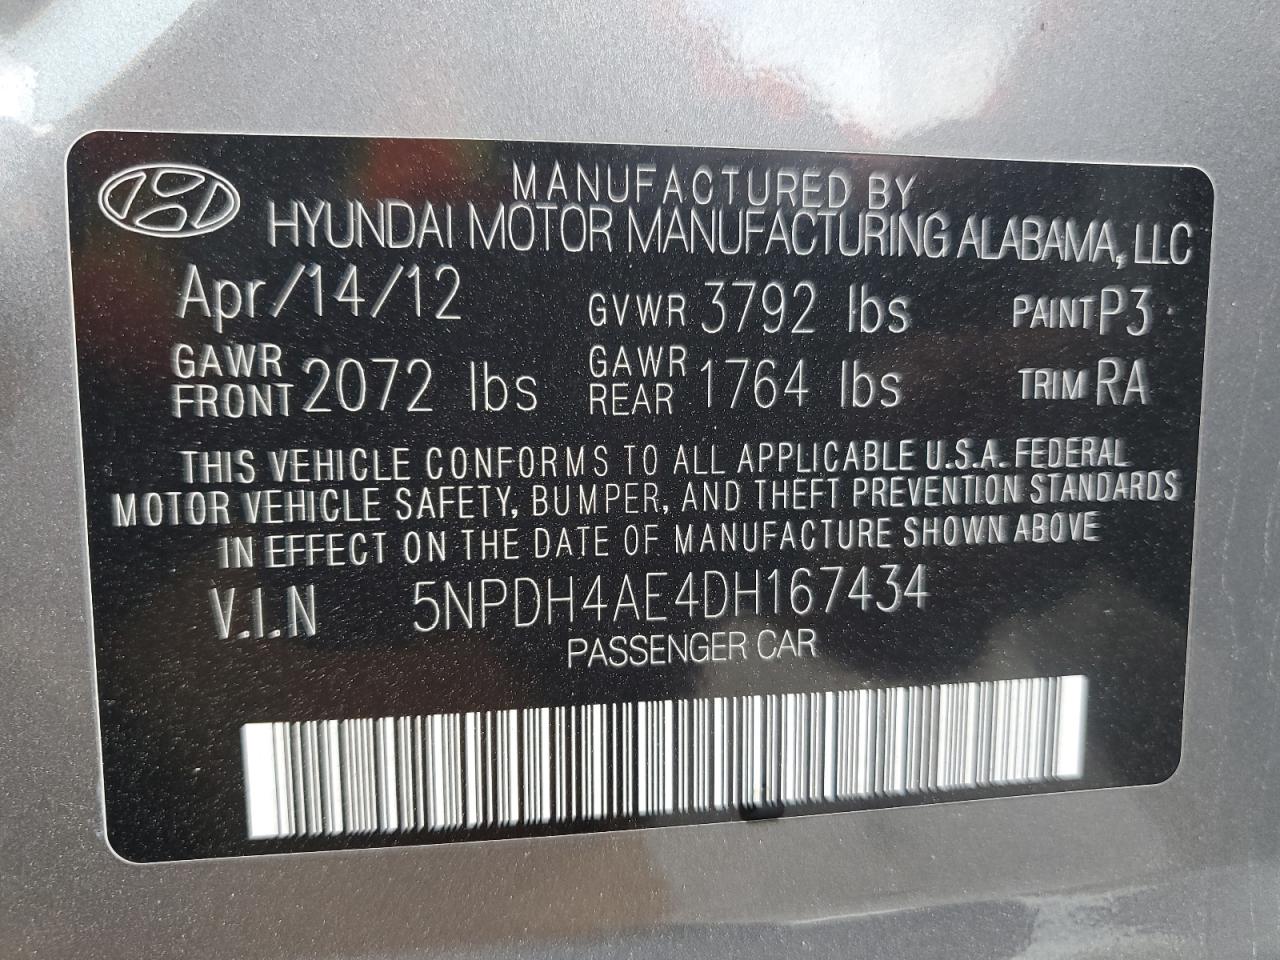 MANUFACTURED BY
HYUNDAI MOTOR MANUFACTURING ALABAMA, LLC
Apr/14/12 GVWR 3792 lbs PAINT P3
GAWR FRONT 2072 lbs GAWR REAR 1764 lbs TRIM RA
THIS VEHICLE CONFORMS TO ALL APPLICABLE U.S.A. FEDERAL
MOTOR VEHICLE SAFETY, BUMPER, AND THEFT PREVENTION STANDARDS
IN EFFECT ON THE DATE OF MANUFACTURE SHOWN ABOVE
V.I.N 5NPDH4AE4DH167434
PASSENGER CAR